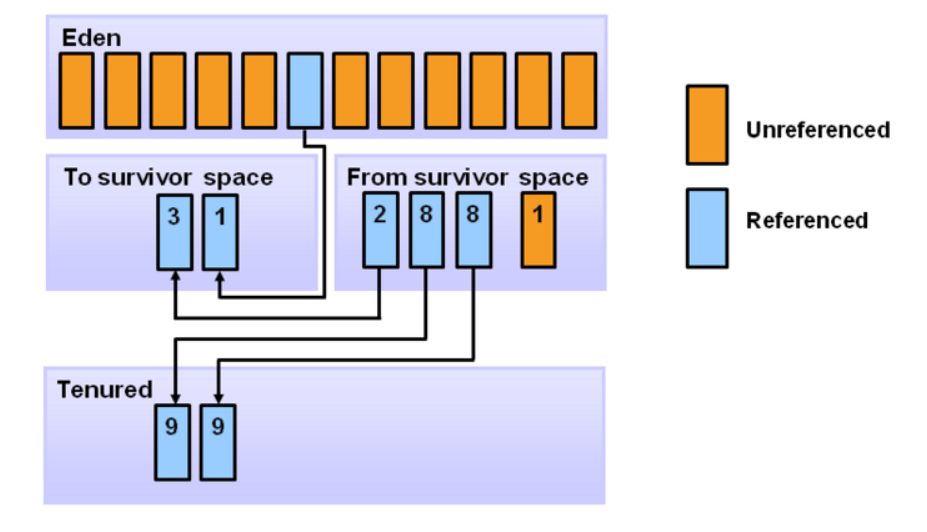 Eden
Unreferenced
To survivor space
From survivor space
3 1
2 8 8 1
Referenced
Tenured
9 9